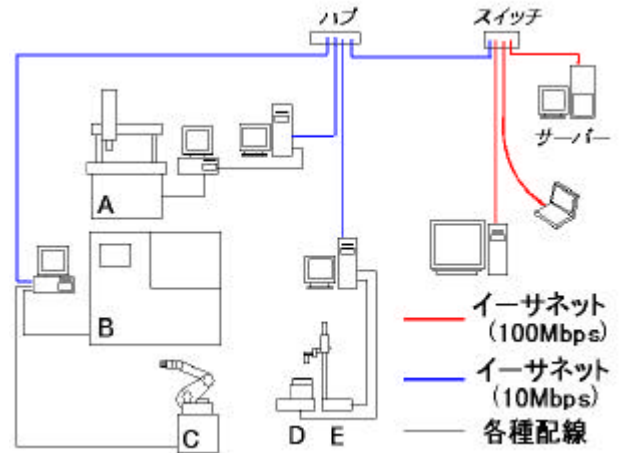 ハブ
スイッチ
サーバー
A
B
C
D E
イーサネット
(100Mbps)
イーサネット
(10Mbps)
各種配線